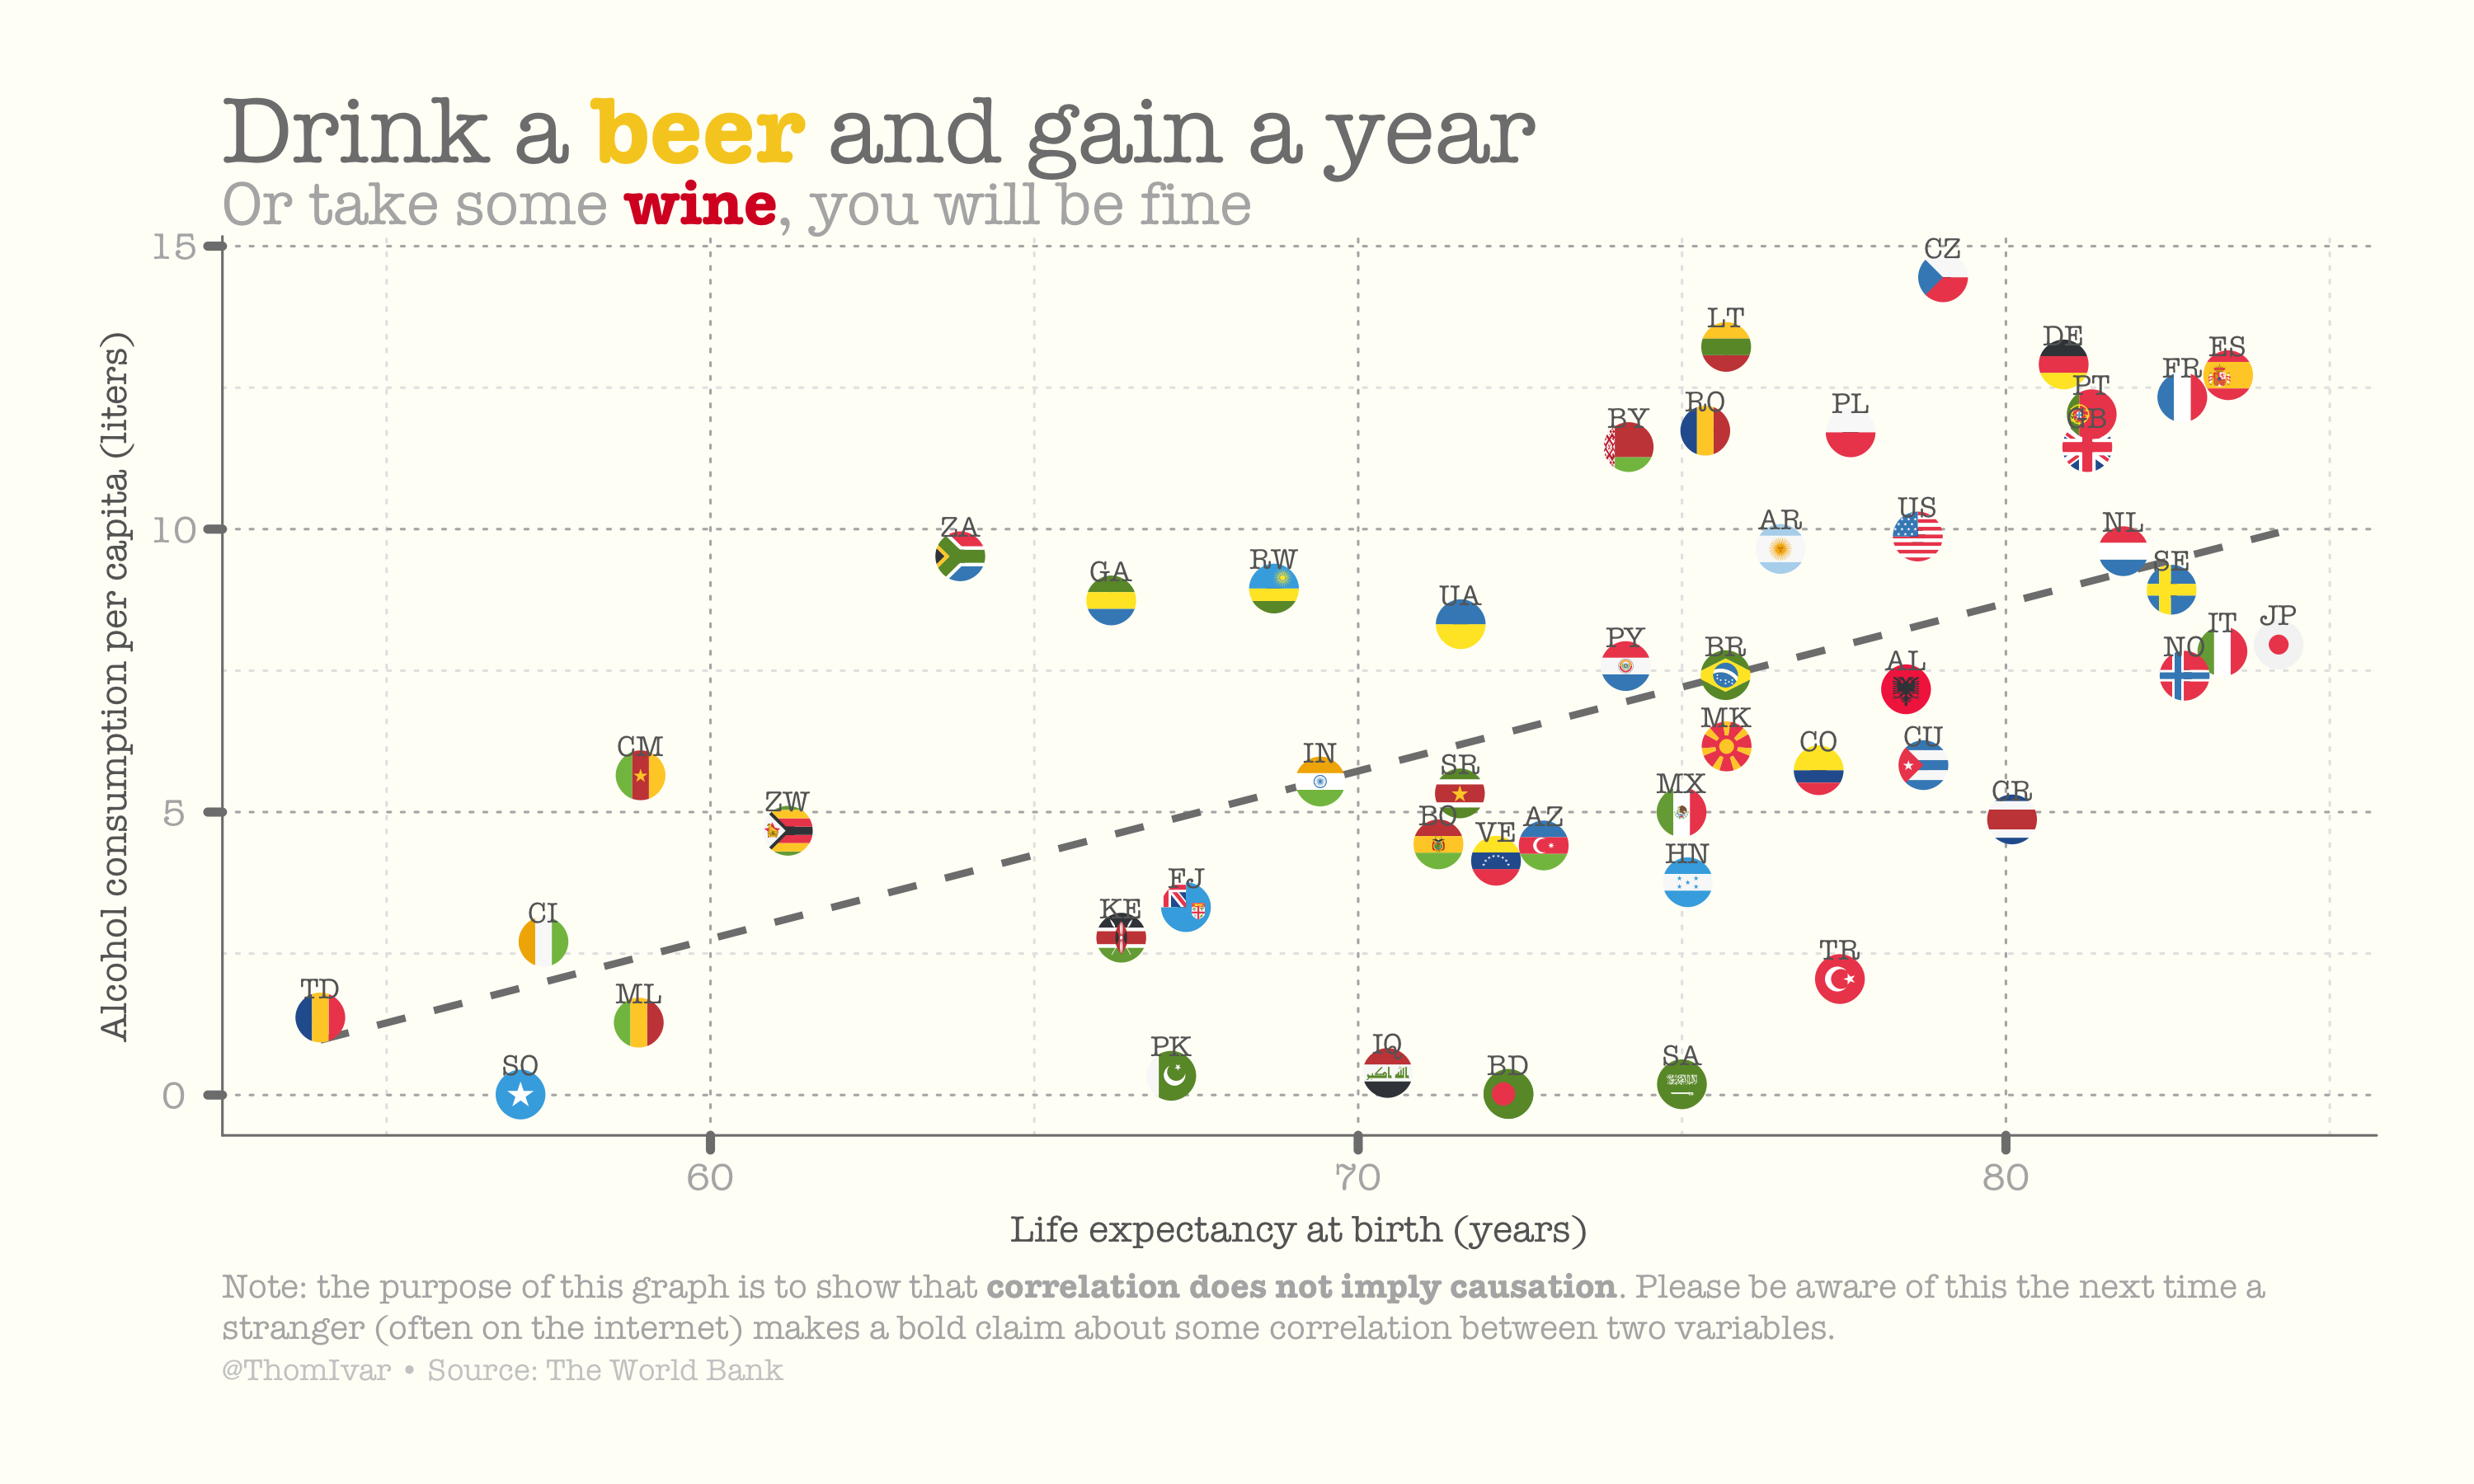 Drink a beer and gain a year
Or take some wine, you will be fine
Alcohol consumption per capita (liters)
15
10
5
0
CZ
LT
DE
ES
FR
PT
GB
RO
BY
PL
ZA
US
AR
NL
GA
RW
SE
UA
IT
JP
PY
BR
NO
AL
MK
CM
IN
CO
CU
SR
MX
CR
ZW
BO
VE
AZ
HN
FJ
KE
CI
TR
TD
ML
PK
IQ
SA
SO
BD
60
70
80
Life expectancy at birth (years)
Note: the purpose of this graph is to show that correlation does not imply causation. Please be aware of this the next time a
stranger (often on the internet) makes a bold claim about some correlation between two variables.
@ThomIvar • Source: The World Bank